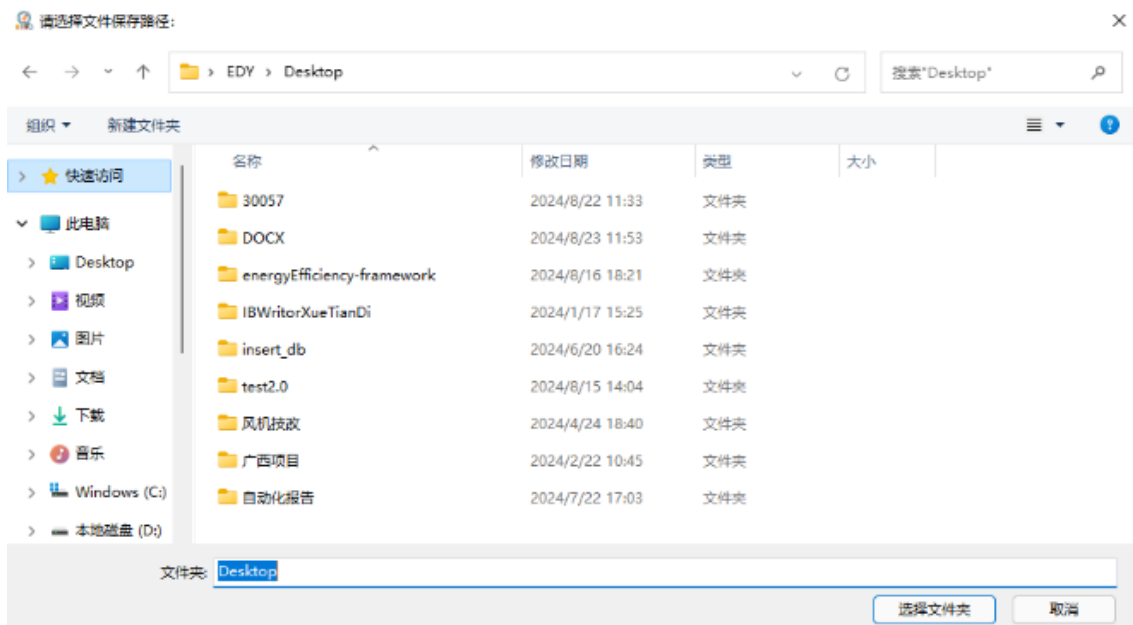 请选择文件保存路径:
EDY > Desktop
搜索"Desktop"
组织 新建文件夹
名称 修改日期 类型 大小
快速访问
此电脑
Desktop
视频
图片
文档
下载
音乐
Windows (C:)
本地磁盘 (D:)
30057 2024/8/22 11:33 文件夹
DOCX 2024/8/23 11:53 文件夹
energyEfficiency-framework 2024/8/16 18:21 文件夹
IBWritorXueTianDi 2024/1/17 15:25 文件夹
insert_db 2024/6/20 16:24 文件夹
test2.0 2024/8/15 14:04 文件夹
风机技改 2024/4/24 18:40 文件夹
广西项目 2024/2/22 10:45 文件夹
自动化报告 2024/7/22 17:03 文件夹
文件夹: Desktop
选择文件夹 取消